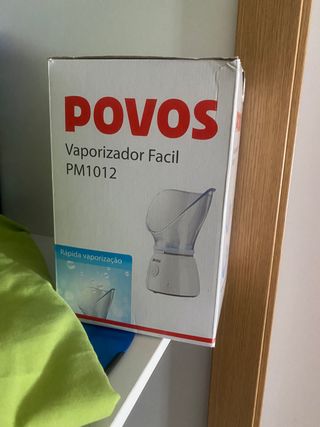 POVOS
Vaporizador Facil
PM1012
Rápida vaporização